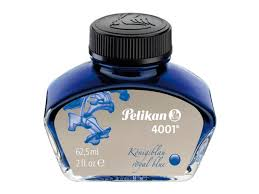 Pelikan
4001®
Königsblau
royal blue
62,5 ml
2 fl.oz